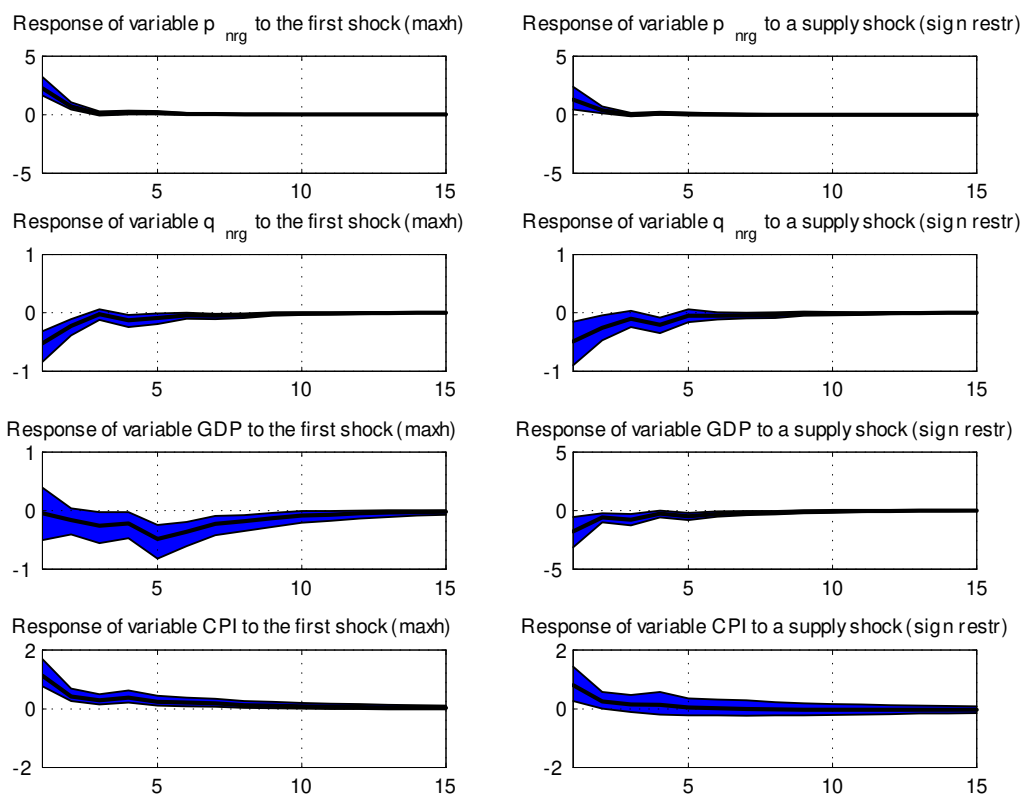 Response of variable p nrg to the first shock (maxh)
Response of variable p nrg to a supply shock (sign restr)
5
0
-5
5 10 15
5
0
-5
5 10 15
Response of variable q nrg to the first shock (maxh)
Response of variable q nrg to a supply shock (sign restr)
1
0
-1
5 10 15
1
0
-1
5 10 15
Response of variable GDP to the first shock (maxh)
Response of variable GDP to a supply shock (sign restr)
1
0
-1
5 10 15
5
0
-5
5 10 15
Response of variable CPI to the first shock (maxh)
Response of variable CPI to a supply shock (sign restr)
2
0
-2
5 10 15
2
0
-2
5 10 15